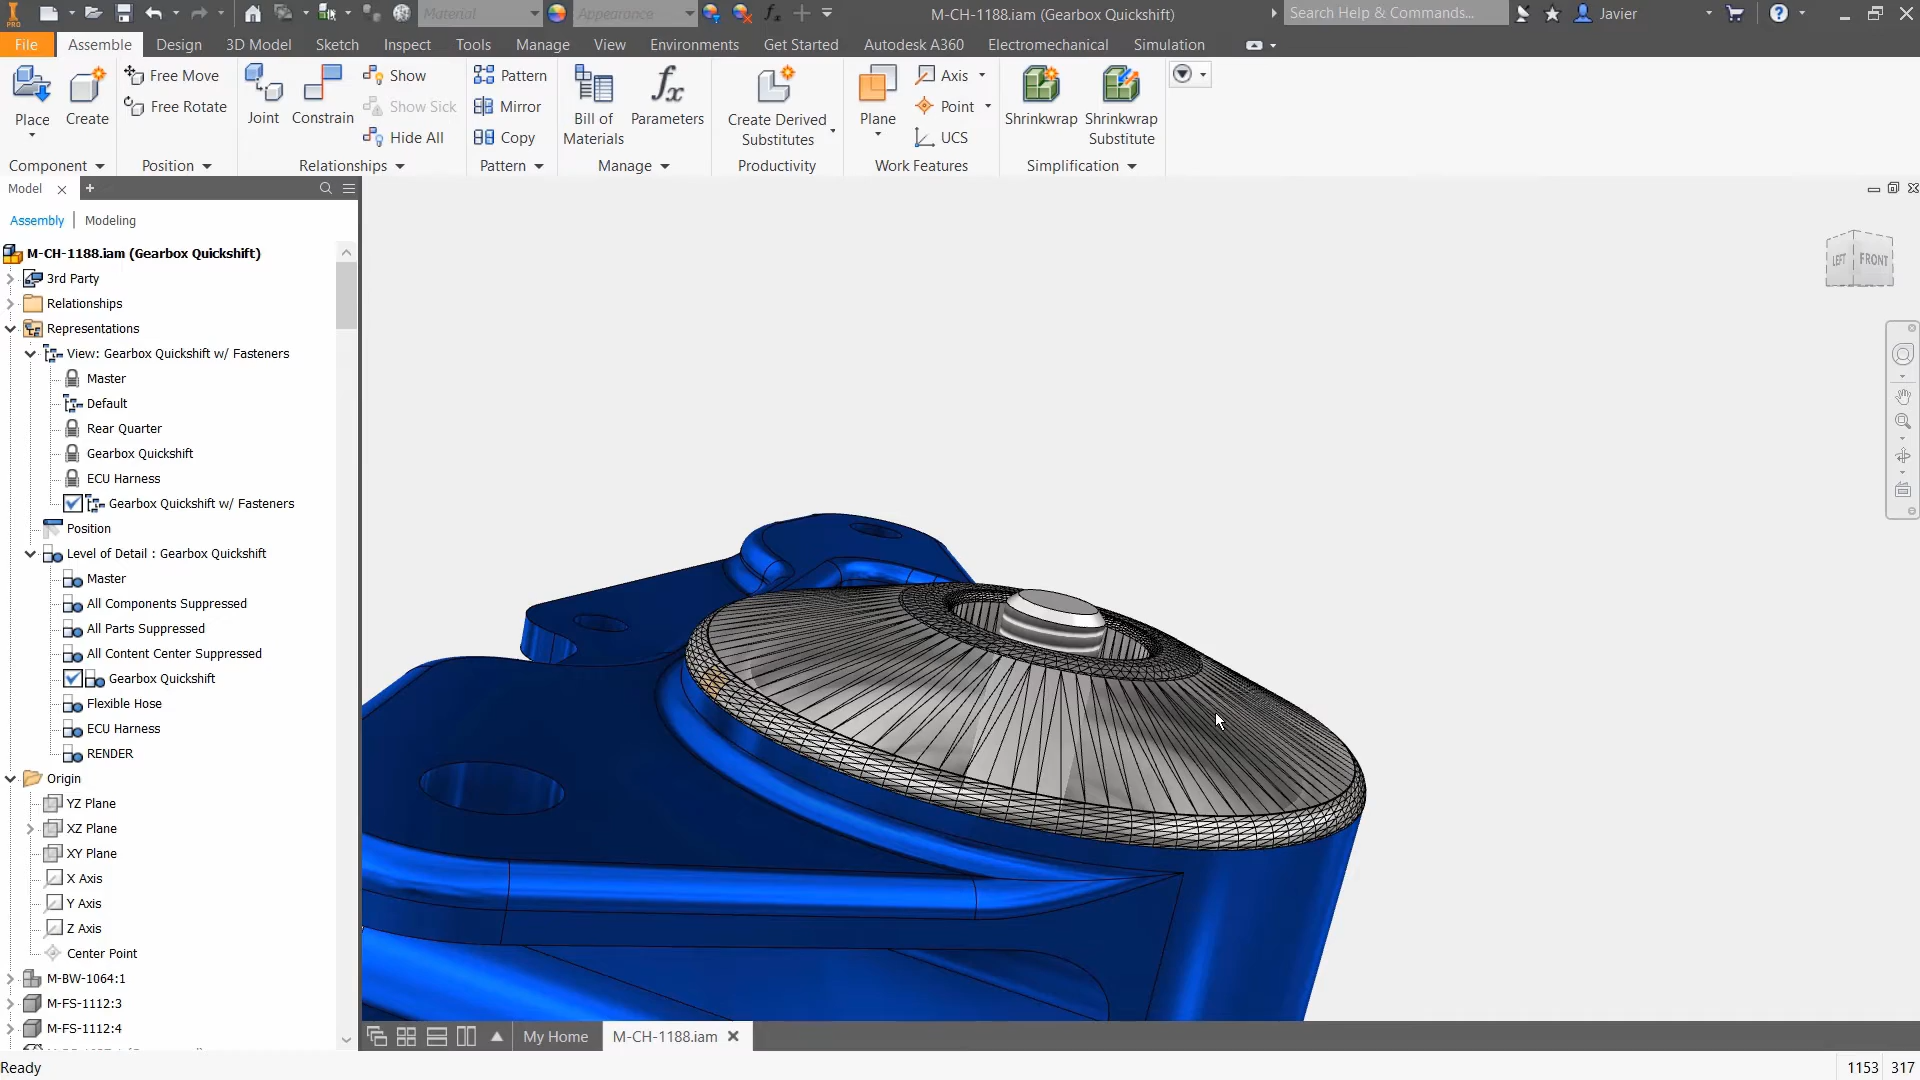 PRO
Material
Appearance
M-CH-1188.iam (Gearbox Quickshift)
Search Help & Commands...
Javier
File
Assemble
Design
3D Model
Sketch
Inspect
Tools
Manage
View
Environments
Get Started
Autodesk A360
Electromechanical
Simulation
Place
Create
Free Move
Free Rotate
Joint
Constrain
Show
Show Sick
Hide All
Pattern
Mirror
Copy
Bill of
Materials
Parameters
Create Derived
Substitutes
Plane
Axis
Point
UCS
Shrinkwrap
Shrinkwrap
Substitute
Component
Position
Relationships
Pattern
Manage
Productivity
Work Features
Simplification
Model
Assembly
Modeling
M-CH-1188.iam (Gearbox Quickshift)
3rd Party
Relationships
Representations
View: Gearbox Quickshift w/ Fasteners
Master
Default
Rear Quarter
Gearbox Quickshift
ECU Harness
Gearbox Quickshift w/ Fasteners
Position
Level of Detail : Gearbox Quickshift
Master
All Components Suppressed
All Parts Suppressed
All Content Center Suppressed
Gearbox Quickshift
Flexible Hose
ECU Harness
RENDER
Origin
YZ Plane
XZ Plane
XY Plane
X Axis
Y Axis
Z Axis
Center Point
M-BW-1064:1
M-FS-1112:3
M-FS-1112:4
LEFT
FRONT
My Home
M-CH-1188.iam
Ready
1153
317